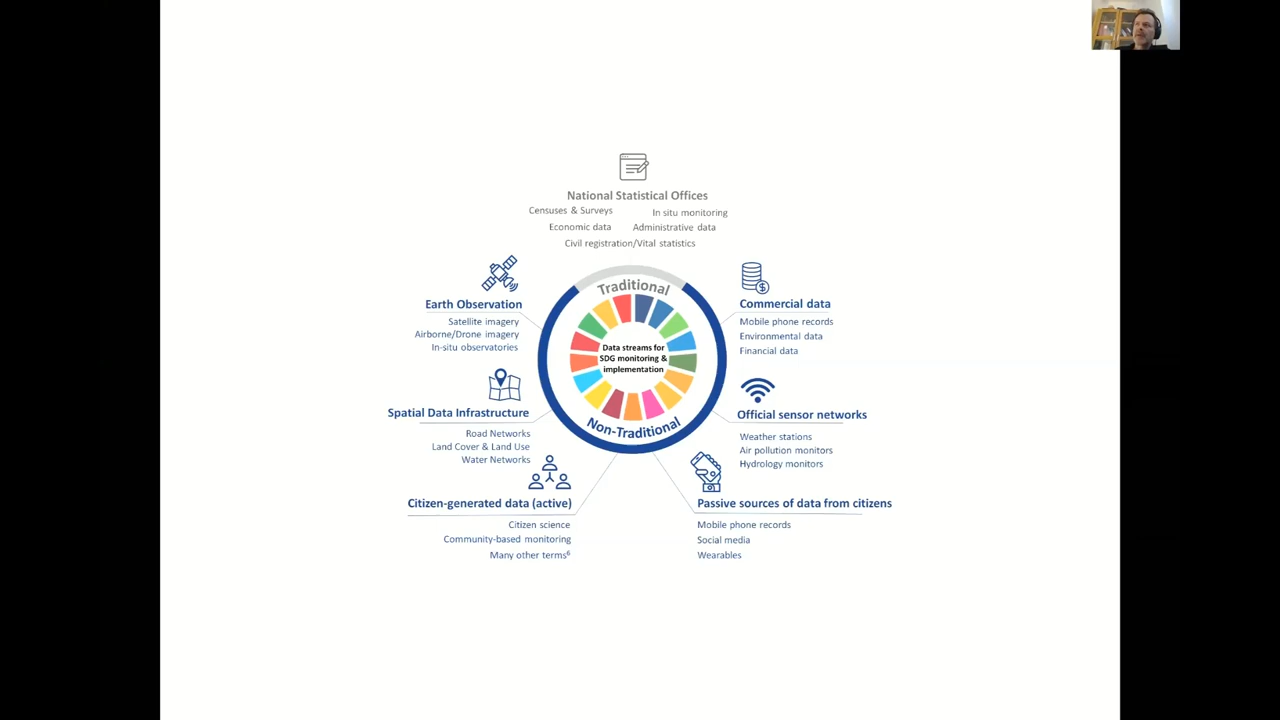 National Statistical Offices
Censuses & Surveys
In situ monitoring
Economic data
Administrative data
Civil registration/Vital statistics
Traditional
Data streams for
SDG monitoring &
implementation
Non-Traditional
Earth Observation
Satellite imagery
Airborne/Drone imagery
In-situ observatories
Commercial data
Mobile phone records
Environmental data
Financial data
Spatial Data Infrastructure
Road Networks
Land Cover & Land Use
Water Networks
Official sensor networks
Weather stations
Air pollution monitors
Hydrology monitors
Citizen-generated data (active)
Citizen science
Community-based monitoring
Many other terms⁶
Passive sources of data from citizens
Mobile phone records
Social media
Wearables